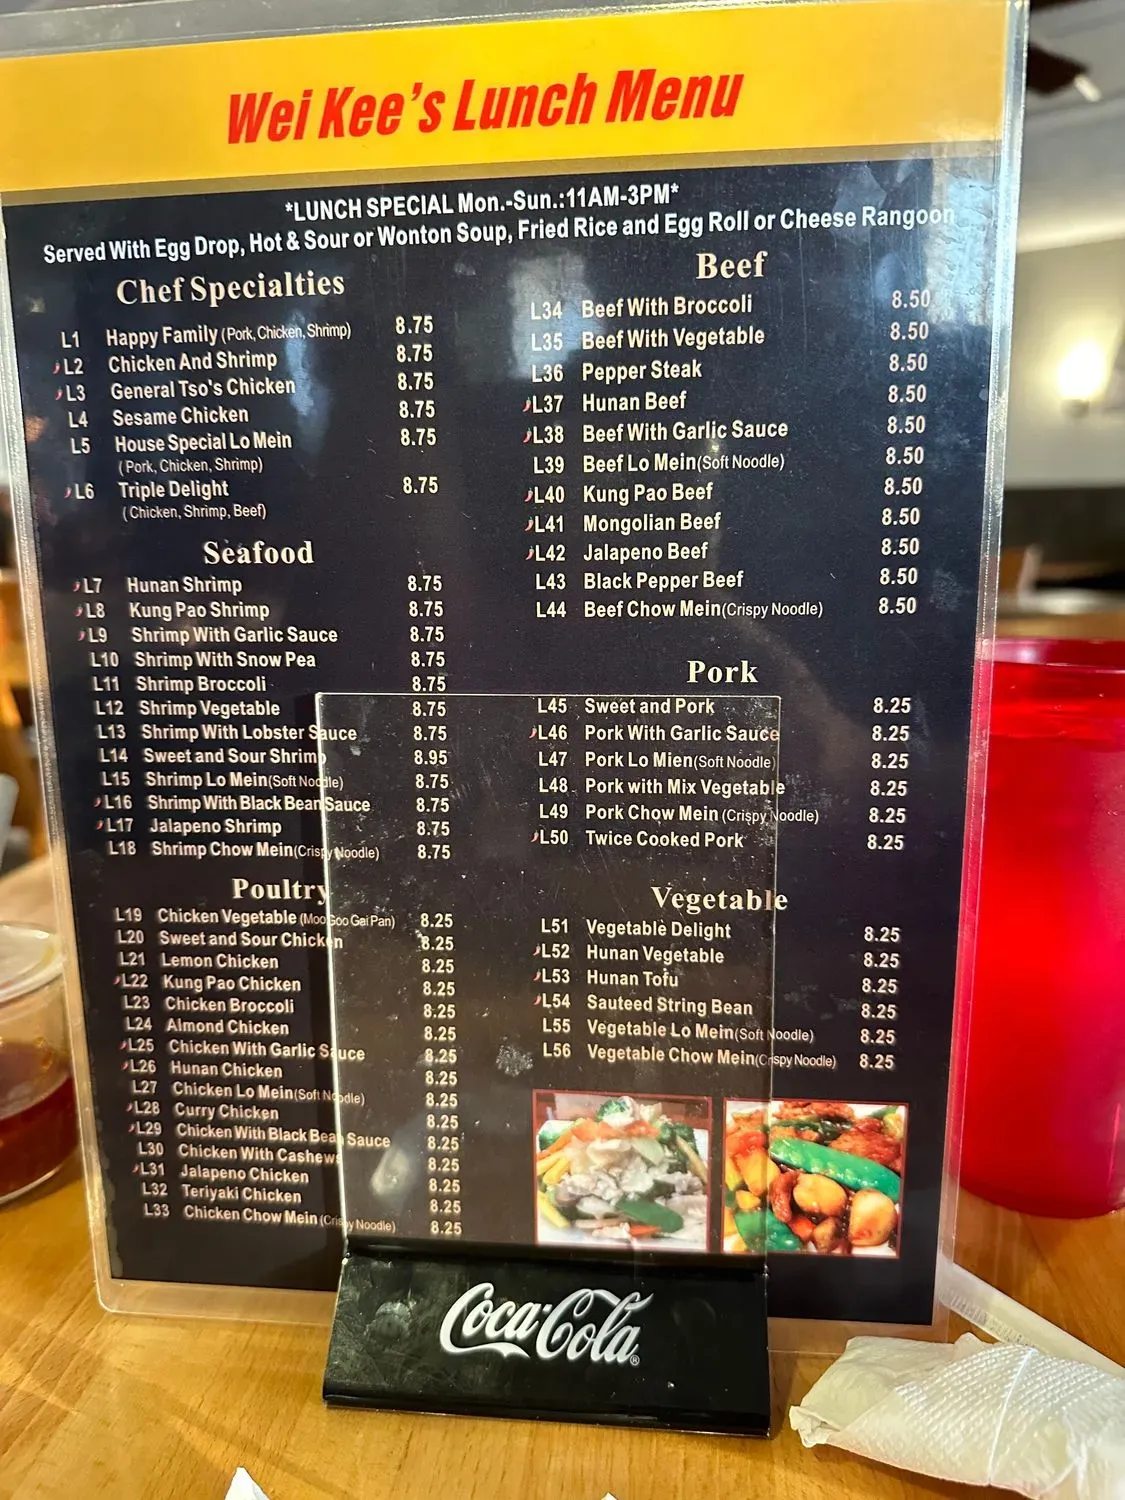 Wei Kee's Lunch Menu
*LUNCH SPECIAL Mon.-Sun.:11AM-3PM*
Served With Egg Drop, Hot & Sour or Wonton Soup, Fried Rice and Egg Roll or Cheese Rangoon
Chef Specialties
L1 Happy Family (Pork, Chicken, Shrimp) 8.75
L2 Chicken And Shrimp 8.75
L3 General Tso's Chicken 8.75
L4 Sesame Chicken 8.75
L5 House Special Lo Mein 8.75
(Pork, Chicken, Shrimp)
L6 Triple Delight 8.75
(Chicken, Shrimp, Beef)
Seafood
L7 Hunan Shrimp 8.75
L8 Kung Pao Shrimp 8.75
L9 Shrimp With Garlic Sauce 8.75
L10 Shrimp With Snow Pea 8.75
L11 Shrimp Broccoli 8.75
L12 Shrimp Vegetable 8.75
L13 Shrimp With Lobster Sauce 8.75
L14 Sweet and Sour Shrimp 8.95
L15 Shrimp Lo Mein(Soft Noodle) 8.75
L16 Shrimp With Black Bean Sauce 8.75
L17 Jalapeno Shrimp 8.75
L18 Shrimp Chow Mein(Crispy Noodle) 8.75
Poultry
L19 Chicken Vegetable (Moo Goo Gai Pan) 8.25
L20 Sweet and Sour Chicken 8.25
L21 Lemon Chicken 8.25
L22 Kung Pao Chicken 8.25
L23 Chicken Broccoli 8.25
L24 Almond Chicken 8.25
L25 Chicken With Garlic Sauce 8.25
L26 Hunan Chicken 8.25
L27 Chicken Lo Mein(Soft Noodle) 8.25
L28 Curry Chicken 8.25
L29 Chicken With Black Bean Sauce 8.25
L30 Chicken With Cashews 8.25
L31 Jalapeno Chicken 8.25
L32 Teriyaki Chicken 8.25
L33 Chicken Chow Mein (Crispy Noodle) 8.25
Beef
L34 Beef With Broccoli 8.50
L35 Beef With Vegetable 8.50
L36 Pepper Steak 8.50
L37 Hunan Beef 8.50
L38 Beef With Garlic Sauce 8.50
L39 Beef Lo Mein(Soft Noodle) 8.50
L40 Kung Pao Beef 8.50
L41 Mongolian Beef 8.50
L42 Jalapeno Beef 8.50
L43 Black Pepper Beef 8.50
L44 Beef Chow Mein(Crispy Noodle) 8.50
Pork
L45 Sweet and Pork 8.25
L46 Pork With Garlic Sauce 8.25
L47 Pork Lo Mien(Soft Noodle) 8.25
L48 Pork with Mix Vegetable 8.25
L49 Pork Chow Mein (Crispy Noodle) 8.25
L50 Twice Cooked Pork 8.25
Vegetable
L51 Vegetable Delight 8.25
L52 Hunan Vegetable 8.25
L53 Hunan Tofu 8.25
L54 Sauteed String Bean 8.25
L55 Vegetable Lo Mein(Soft Noodle) 8.25
L56 Vegetable Chow Mein(Crispy Noodle) 8.25
Coca-Cola®